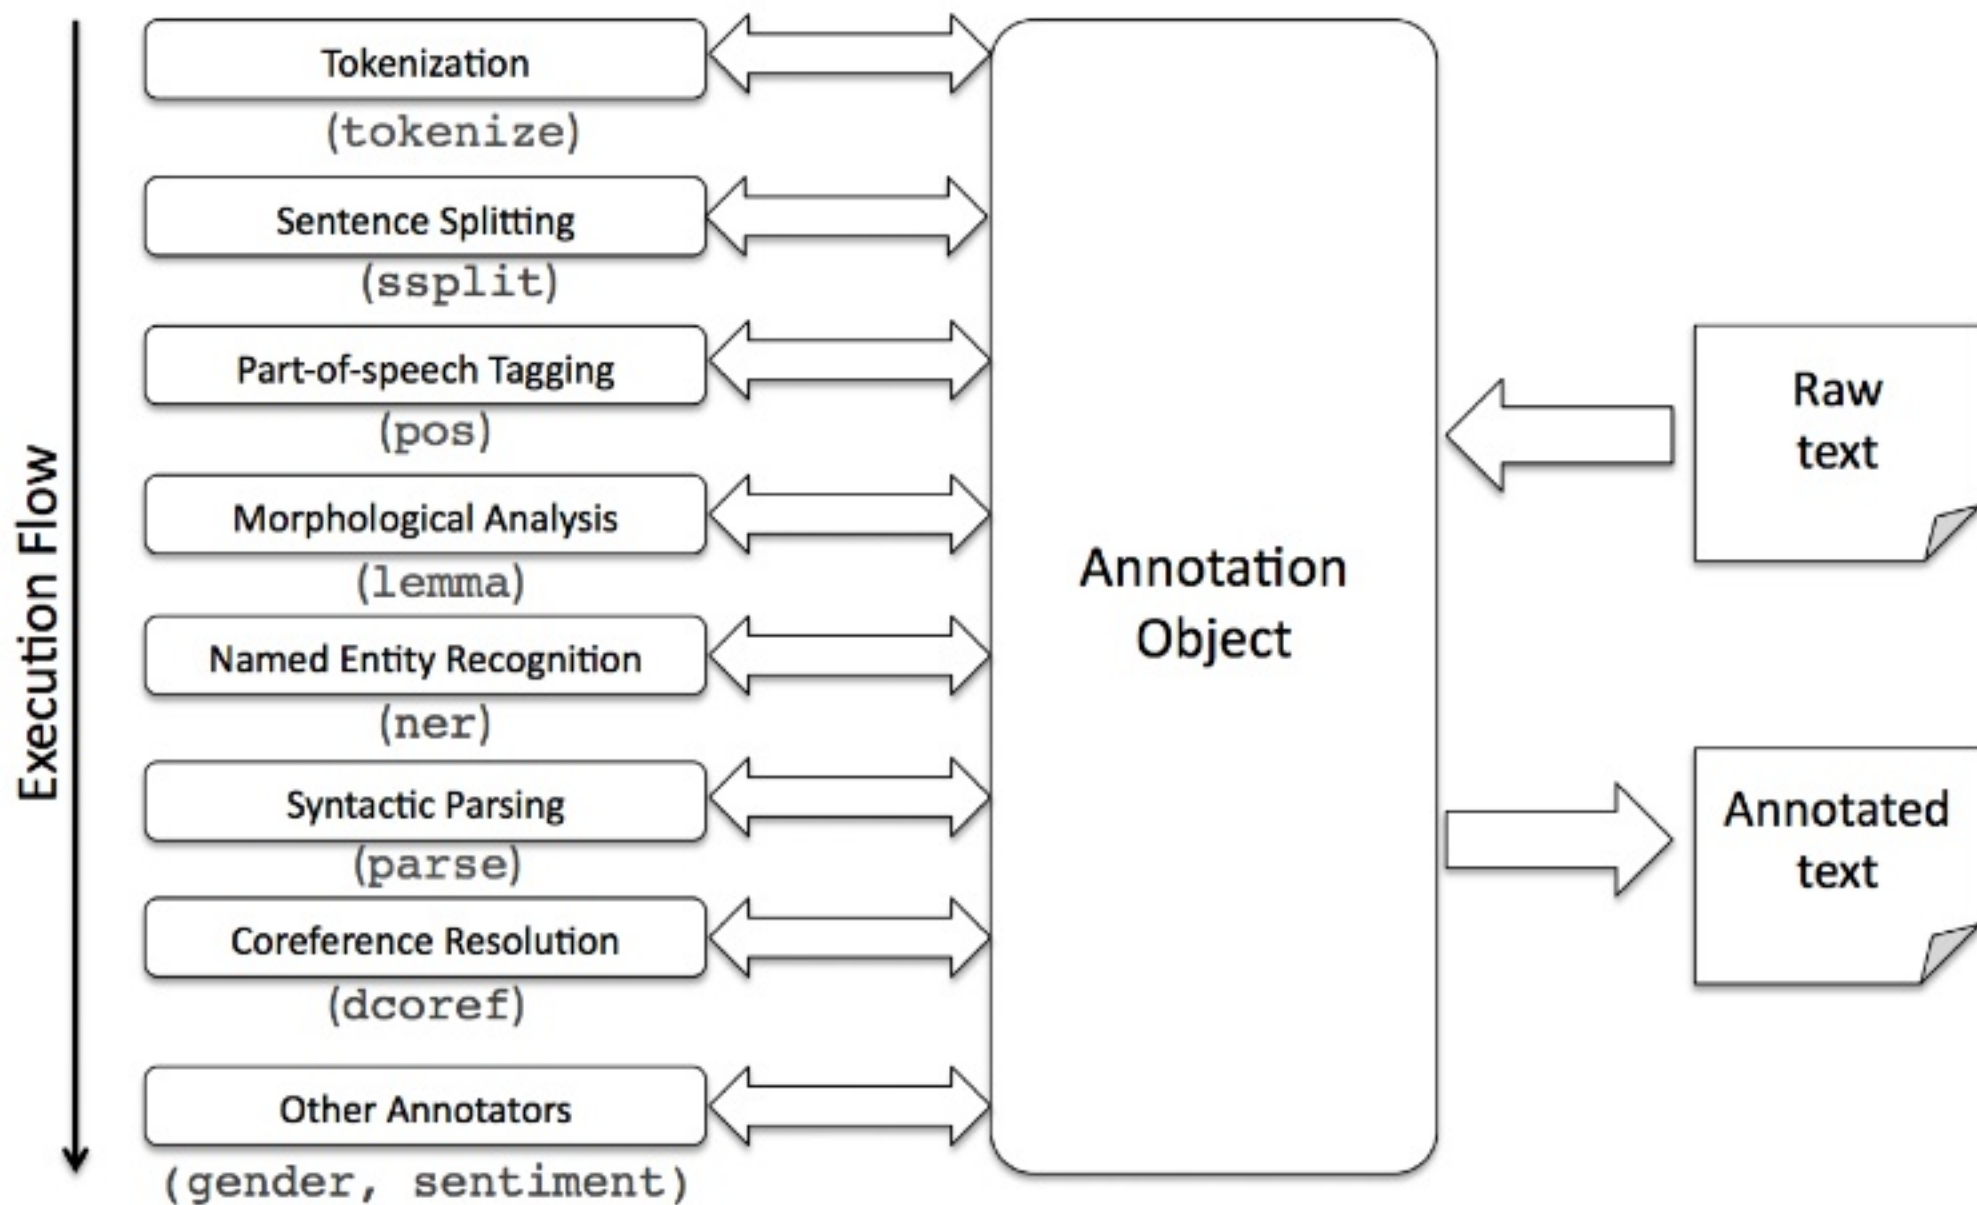 Execution Flow
Tokenization
(tokenize)
Sentence Splitting
(ssplit)
Part-of-speech Tagging
(pos)
Morphological Analysis
(lemma)
Named Entity Recognition
(ner)
Syntactic Parsing
(parse)
Coreference Resolution
(dcoref)
Other Annotators
(gender, sentiment)
Annotation
Object
Raw
text
Annotated
text